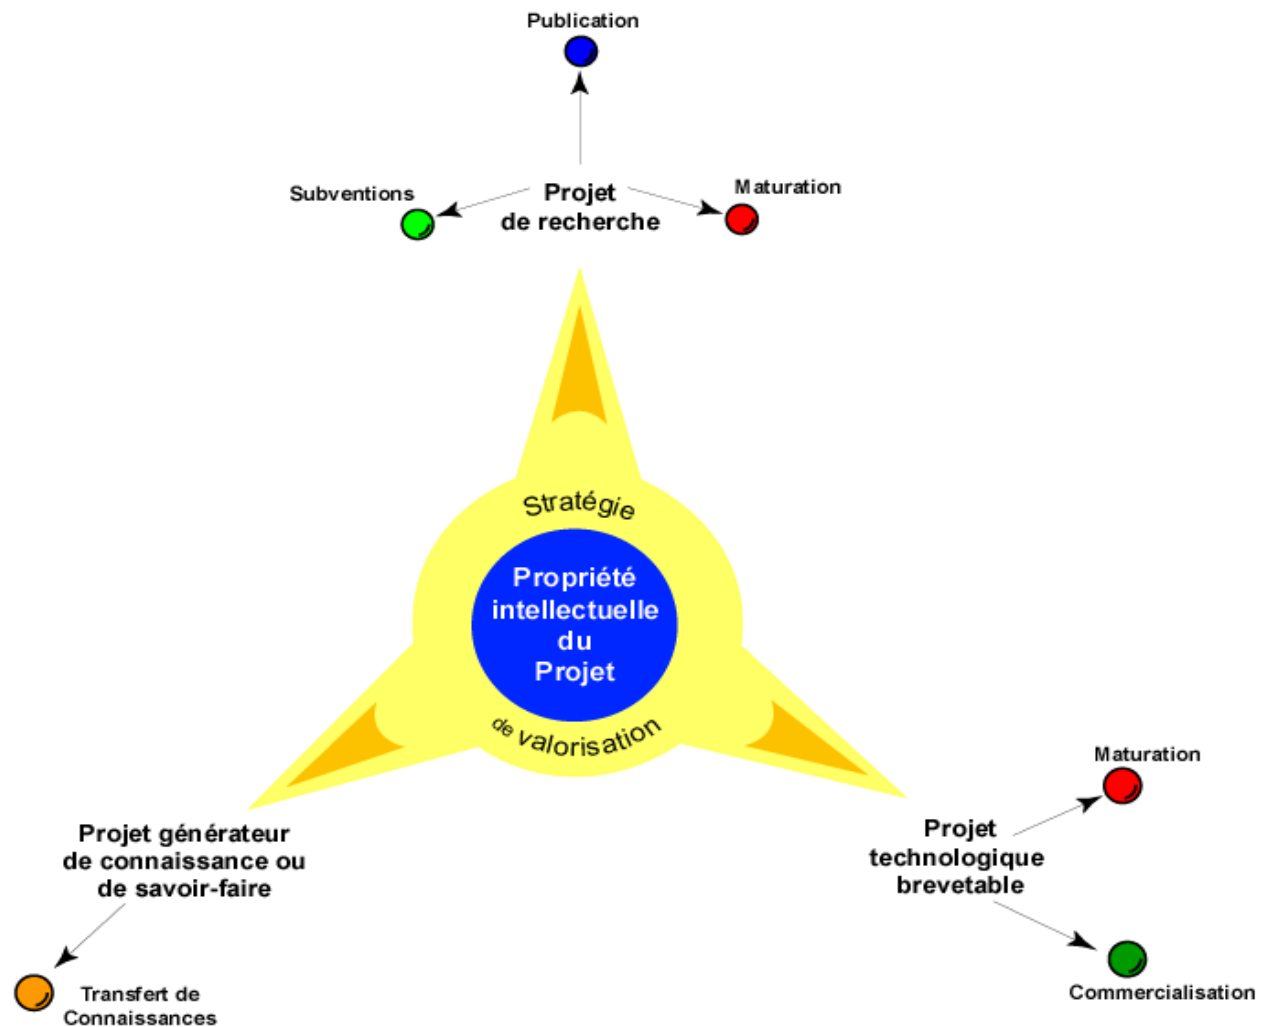 Publication
Subventions
Maturation
Projet
de recherche
Stratégie
Propriété
intellectuelle
du
Projet
de valorisation
Projet générateur
de connaissance ou
de savoir-faire
Transfert de
Connaissances
Maturation
Projet
technologique
brevetable
Commercialisation